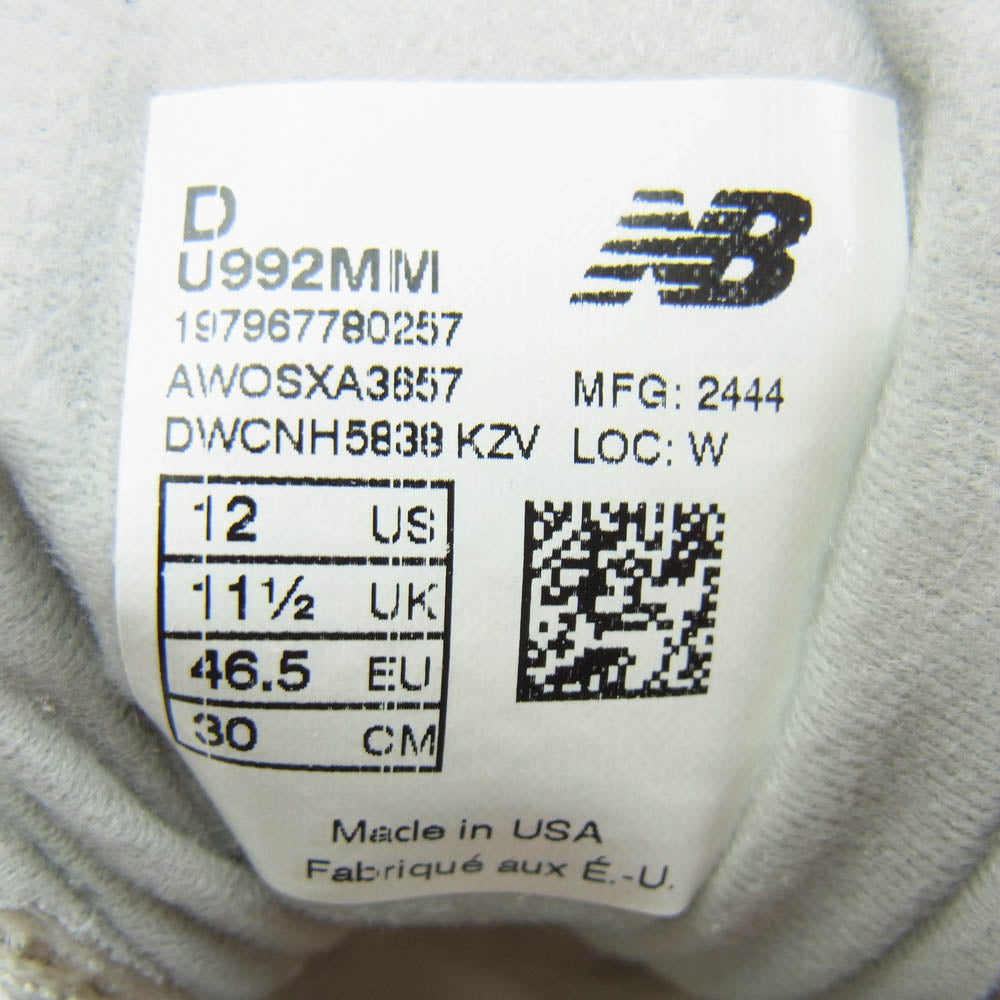 D
U992MM
197967780257
AWOSXA3657
DWCNH5838 KZV
NB
MFG: 2444
LOC: W
12 US
11½ UK
46.5 EU
30 CM
Made in USA
Fabriqué aux É.-U.